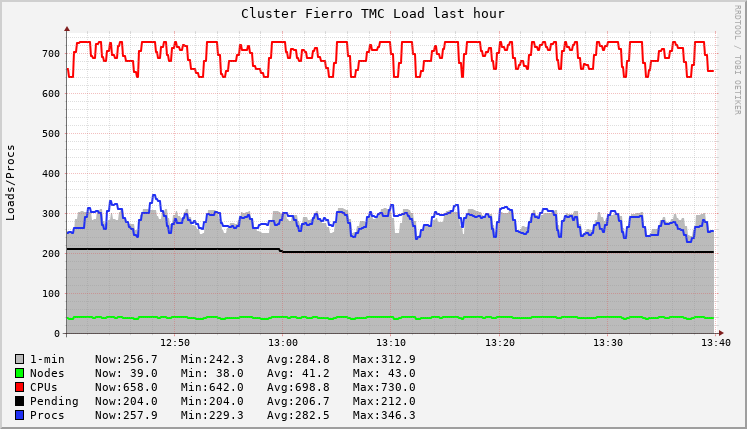 Cluster Fierro TMC Load last hour
RRDTOOL / TOBI OETIKER
Loads/Procs
700
600
500
400
300
200
100
0
12:50 13:00 13:10 13:20 13:30 13:40
1-min Now:256.7 Min:242.3 Avg:284.8 Max:312.9
Nodes Now: 39.0 Min: 38.0 Avg: 41.2 Max: 43.0
CPUs Now:658.0 Min:642.0 Avg:698.8 Max:730.0
Pending Now:204.0 Min:204.0 Avg:206.7 Max:212.0
Procs Now:257.9 Min:229.3 Avg:282.5 Max:346.3